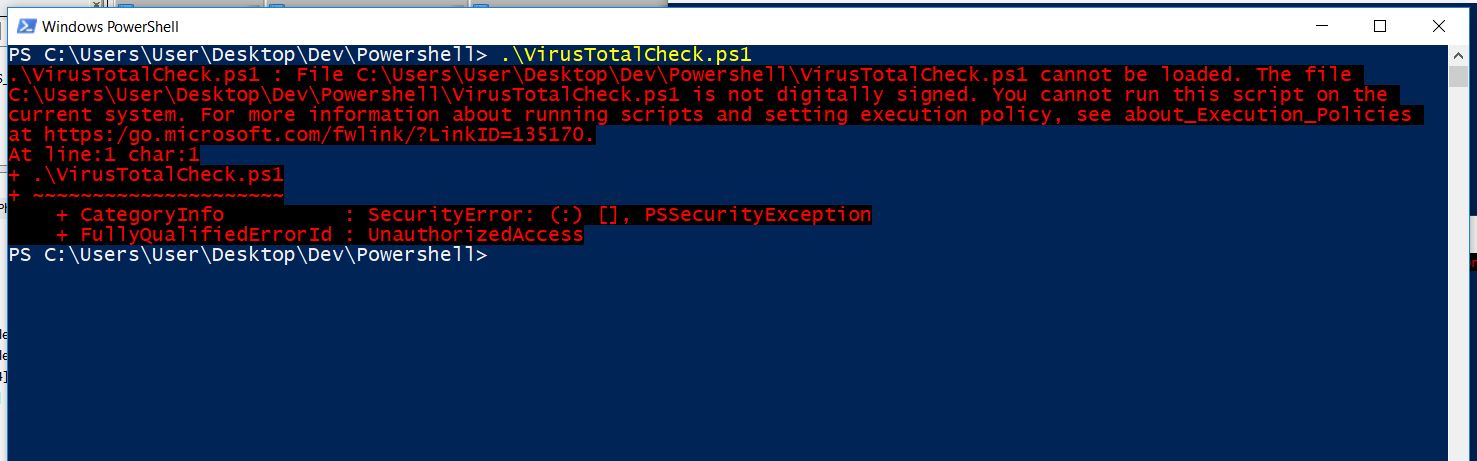 Windows PowerShell
PS C:\Users\User\Desktop\Dev\Powershell> .\VirusTotalCheck.ps1
.\VirusTotalCheck.ps1 : File C:\Users\User\Desktop\Dev\Powershell\VirusTotalCheck.ps1 cannot be loaded. The file
C:\Users\User\Desktop\Dev\Powershell\VirusTotalCheck.ps1 is not digitally signed. You cannot run this script on the
current system. For more information about running scripts and setting execution policy, see about_Execution_Policies
at https:/go.microsoft.com/fwlink/?LinkID=135170.
At line:1 char:1
+ .\VirusTotalCheck.ps1
+ ~~~~~~~~~~~~~~~~~~~~~
+ CategoryInfo          : SecurityError: (:) [], PSSecurityException
+ FullyQualifiedErrorId : UnauthorizedAccess
PS C:\Users\User\Desktop\Dev\Powershell>